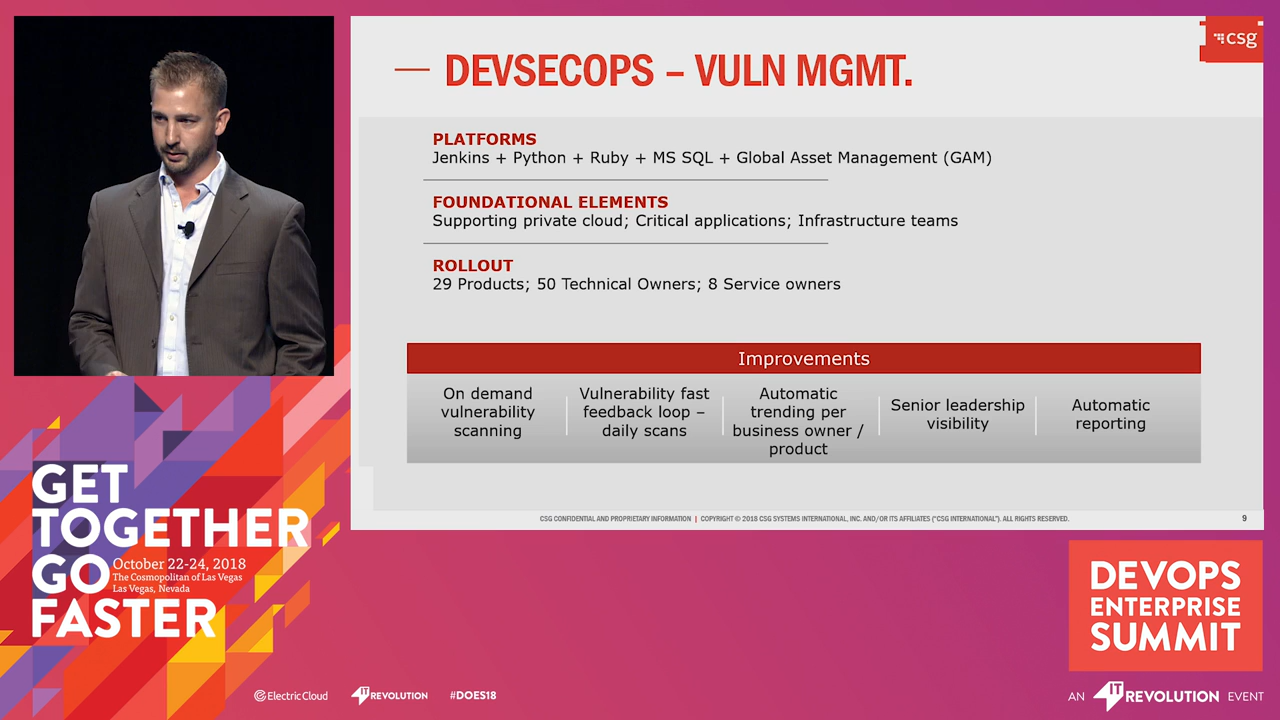 csg
DEVSECOPS – VULN MGMT.
PLATFORMS
Jenkins + Python + Ruby + MS SQL + Global Asset Management (GAM)
FOUNDATIONAL ELEMENTS
Supporting private cloud; Critical applications; Infrastructure teams
ROLLOUT
29 Products; 50 Technical Owners; 8 Service owners
Improvements
On demand
vulnerability
scanning
Vulnerability fast
feedback loop –
daily scans
Automatic
trending per
business owner /
product
Senior leadership
visibility
Automatic
reporting
CSG CONFIDENTIAL AND PROPRIETARY INFORMATION | COPYRIGHT © 2018 CSG SYSTEMS INTERNATIONAL, INC. AND/OR ITS AFFILIATES ("CSG INTERNATIONAL"). ALL RIGHTS RESERVED.
9
GET
TOGETHER
GO
October 22-24, 2018
The Cosmopolitan of Las Vegas
Las Vegas, Nevada
FASTER
DEVOPS
ENTERPRISE
SUMMIT
ElectricCloud
IT REVOLUTION
#DOES18
AN IT REVOLUTION EVENT